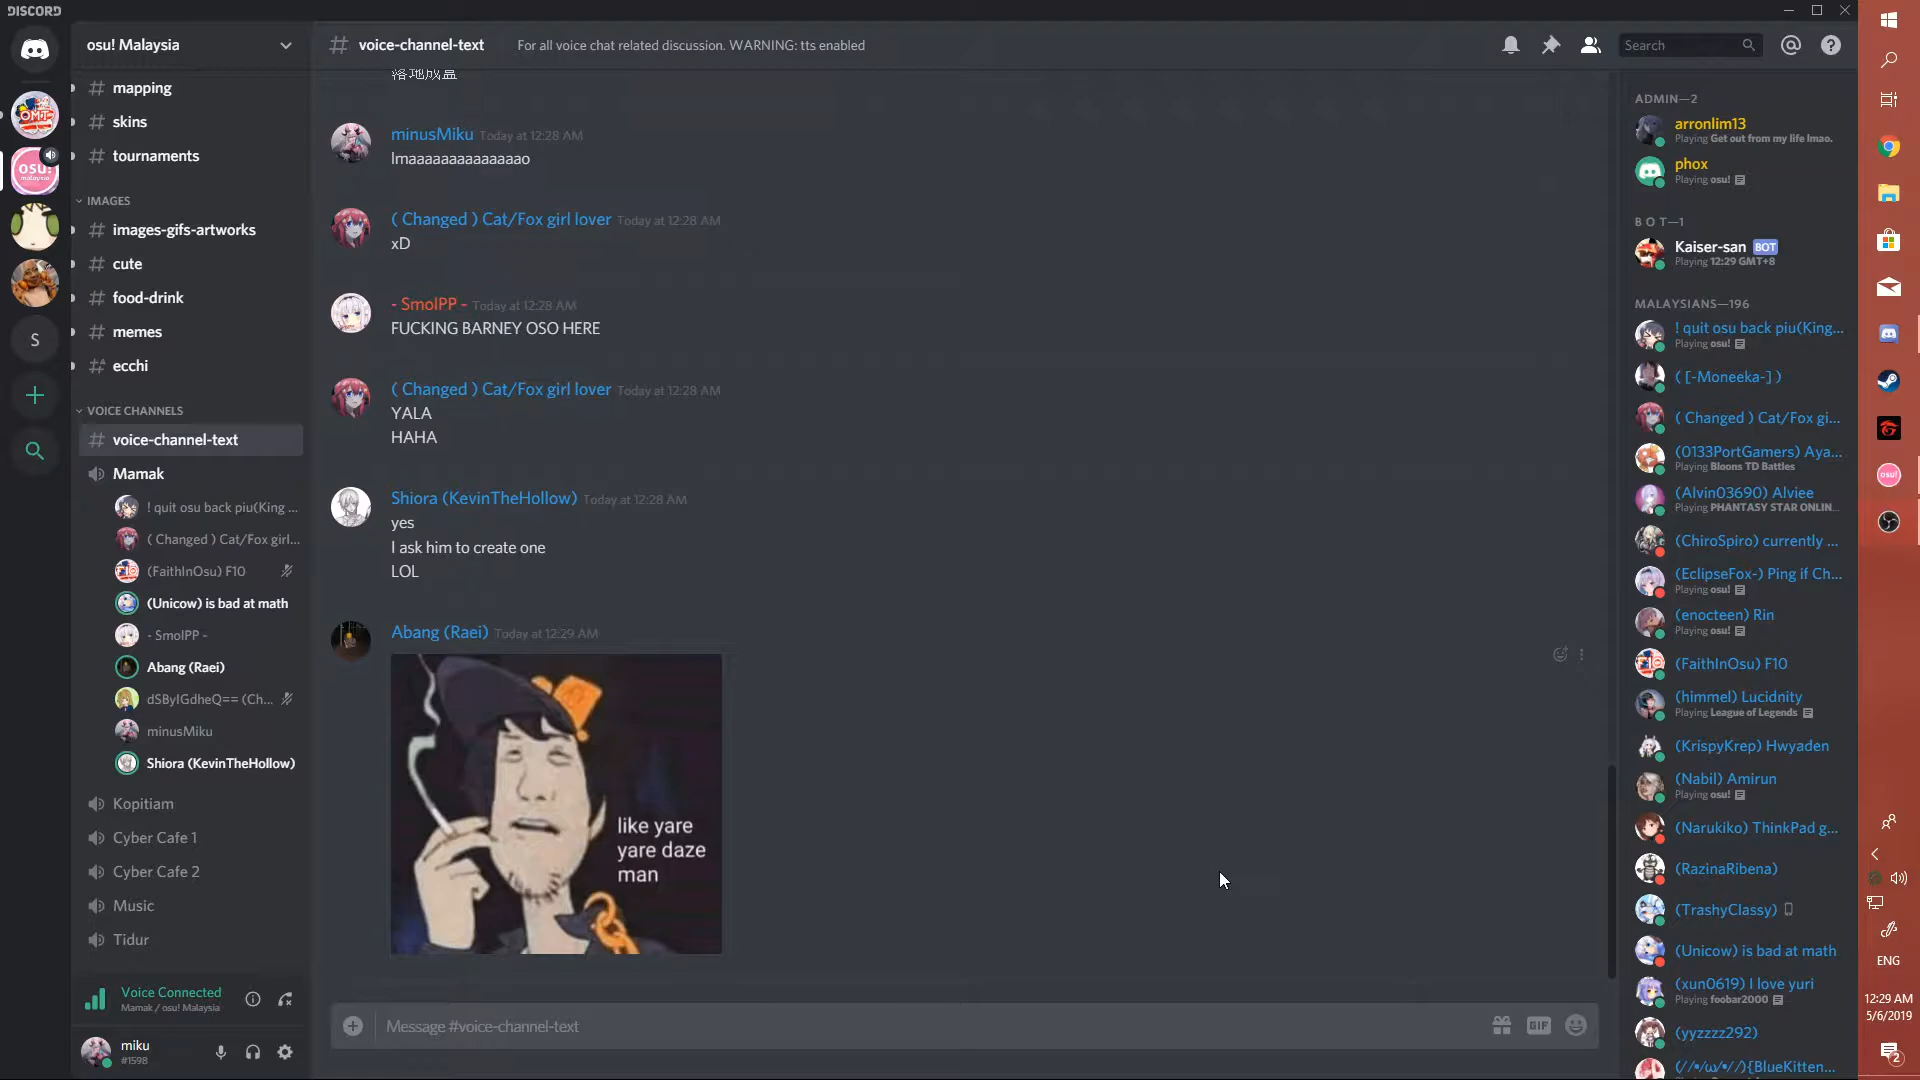 DISCORD
osu! Malaysia
mapping
skins
tournaments
IMAGES
images-gifs-artworks
cute
food-drink
memes
ecchi
VOICE CHANNELS
voice-channel-text
Mamak
! quit osu back piu(King ...
( Changed ) Cat/Fox girl...
(FaithInOsu) F10
(Unicow) is bad at math
- SmolPP -
Abang (Raei)
dSByIGdheQ== (Ch...
minusMiku
Shiora (KevinTheHollow)
Kopitiam
Cyber Cafe 1
Cyber Cafe 2
Music
Tidur
Voice Connected
Mamak / osu! Malaysia
miku
#1598
S
voice-channel-text
For all voice chat related discussion. WARNING: tts enabled
Search
落地成盒
minusMiku Today at 12:28 AM
lmaaaaaaaaaaaaaao
( Changed ) Cat/Fox girl lover Today at 12:28 AM
xD
- SmolPP - Today at 12:28 AM
FUCKING BARNEY OSO HERE
( Changed ) Cat/Fox girl lover Today at 12:28 AM
YALA
HAHA
Shiora (KevinTheHollow) Today at 12:28 AM
yes
I ask him to create one
LOL
Abang (Raei) Today at 12:29 AM
like yare
yare daze
man
Message #voice-channel-text
GIF
ADMIN—2
arronlim13
Playing Get out from my life lmao.
phox
Playing osu!
BOT—1
Kaiser-san BOT
Playing 12:29 GMT+8
MALAYSIANS—196
! quit osu back piu(King...
Playing osu!
( [-Moneeka-] )
( Changed ) Cat/Fox gi...
(0133PortGamers) Aya...
Playing Bloons TD Battles
(Alvin03690) Alviee
Playing PHANTASY STAR ONLIN...
(ChiroSpiro) currently ...
(EclipseFox-) Ping if Ch...
Playing osu!
(enocteen) Rin
Playing osu!
(FaithInOsu) F10
(himmel) Lucidnity
Playing League of Legends
(KrispyKrep) Hwyaden
(Nabil) Amirun
Playing osu!
(Narukiko) ThinkPad g...
(RazinaRibena)
(TrashyClassy)
(Unicow) is bad at math
(xun0619) I love yuri
Playing foobar2000
(yyzzzz292)
(//•/ω/•//){BlueKitten...
ENG
12:29 AM
5/6/2019
2